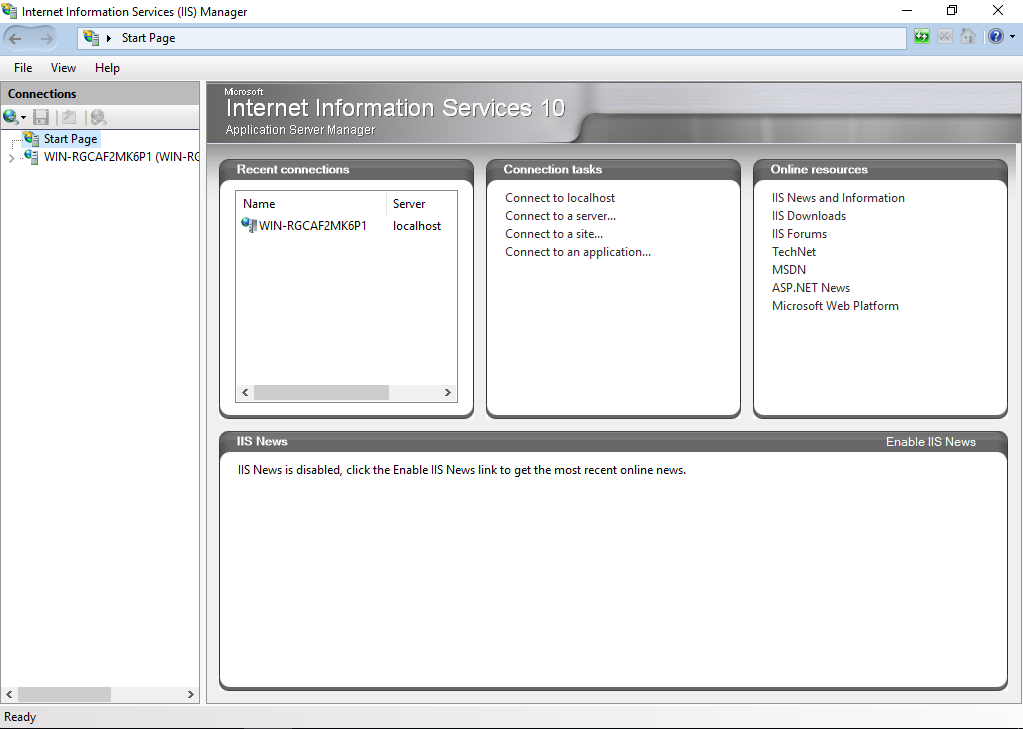 Internet Information Services (IIS) Manager
Start Page
File View Help
Connections
Start Page
WIN-RGCAF2MK6P1 (WIN-RG
Microsoft
Internet Information Services 10
Application Server Manager
Recent connections
Name Server
WIN-RGCAF2MK6P1 localhost
Connection tasks
Connect to localhost
Connect to a server...
Connect to a site...
Connect to an application...
Online resources
IIS News and Information
IIS Downloads
IIS Forums
TechNet
MSDN
ASP.NET News
Microsoft Web Platform
IIS News Enable IIS News
IIS News is disabled, click the Enable IIS News link to get the most recent online news.
Ready